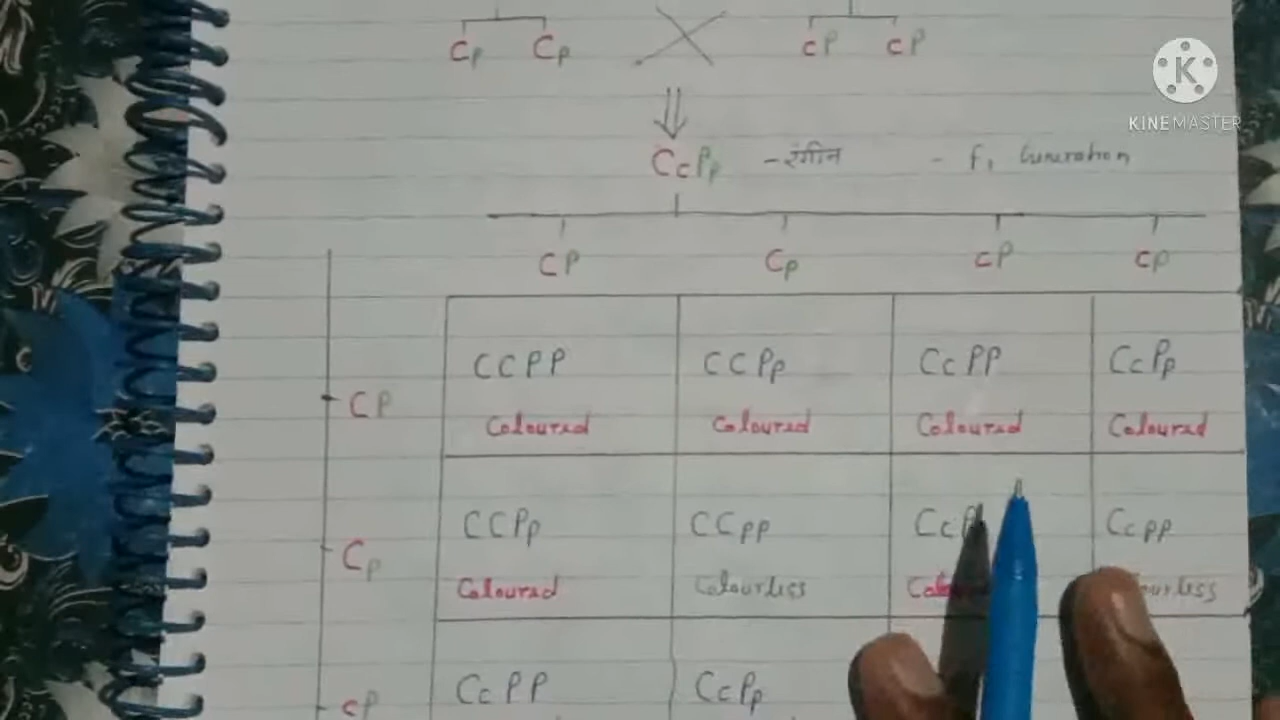 Cp Cp cP cP
CcPp - रंगीन - F1 Generation
CP Cp cP cp
CCPP CCPp CcPP CcPp
CP
Coloured Coloured Coloured Coloured
CCPp CCpp Ccpp
Cp
Coloured Colourless
CcPP CcPp
cP
K
KINEMASTER